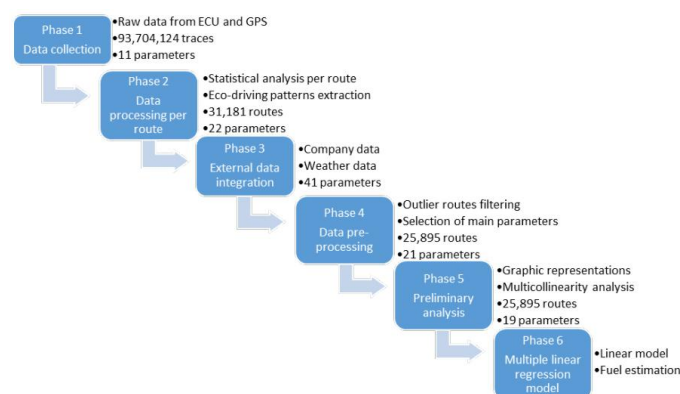 Phase 1
Data collection
•Raw data from ECU and GPS
•93,704,124 traces
•11 parameters
Phase 2
Data
processing per
route
•Statistical analysis per route
•Eco-driving patterns extraction
•31,181 routes
•22 parameters
Phase 3
External data
integration
•Company data
•Weather data
•41 parameters
Phase 4
Data pre-
processing
•Outlier routes filtering
•Selection of main parameters
•25,895 routes
•21 parameters
Phase 5
Preliminary
analysis
•Graphic representations
•Multicollinearity analysis
•25,895 routes
•19 parameters
Phase 6
Multiple linear
regression
model
•Linear model
•Fuel estimation